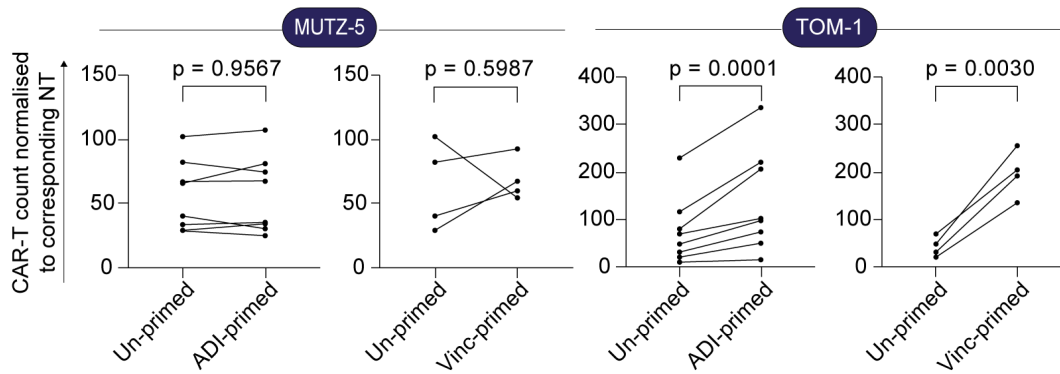 MUTZ-5
TOM-1
CAR-T count normalised
to corresponding NT
p = 0.9567
150
100
50
0
Un-primed
ADI-primed
p = 0.5987
150
100
50
0
Un-primed
Vinc-primed
p = 0.0001
400
300
200
100
0
Un-primed
ADI-primed
p = 0.0030
400
300
200
100
0
Un-primed
Vinc-primed